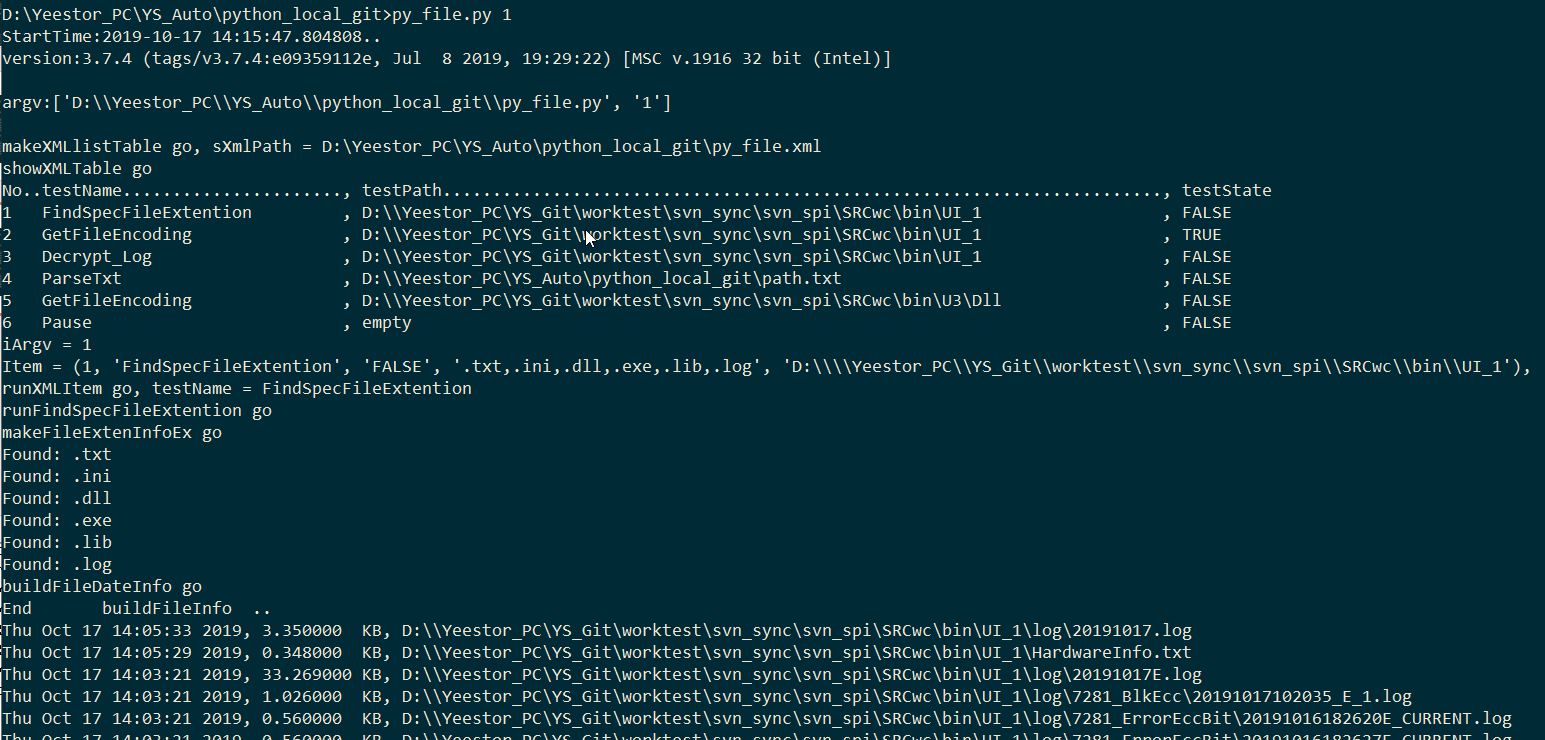 D:\Yeestor_PC\YS_Auto\python_local_git>py_file.py 1
StartTime:2019-10-17 14:15:47.804808..
version:3.7.4 (tags/v3.7.4:e09359112e, Jul  8 2019, 19:29:22) [MSC v.1916 32 bit (Intel)]
argv:['D:\\Yeestor_PC\\YS_Auto\\python_local_git\\py_file.py', '1']
makeXMLlistTable go, sXmlPath = D:\Yeestor_PC\YS_Auto\python_local_git\py_file.xml
showXMLTable go
No..testName......................, testPath........................................................................, testState
1   FindSpecFileExtention         , D:\\Yeestor_PC\YS_Git\worktest\svn_sync\svn_spi\SRCwc\bin\UI_1                  , FALSE
2   GetFileEncoding               , D:\\Yeestor_PC\YS_Git\worktest\svn_sync\svn_spi\SRCwc\bin\UI_1                  , TRUE
3   Decrypt_Log                   , D:\\Yeestor_PC\YS_Git\worktest\svn_sync\svn_spi\SRCwc\bin\UI_1                  , FALSE
4   ParseTxt                      , D:\\Yeestor_PC\YS_Auto\python_local_git\path.txt                                , FALSE
5   GetFileEncoding               , D:\\Yeestor_PC\YS_Git\worktest\svn_sync\svn_spi\SRCwc\bin\U3\Dll                , FALSE
6   Pause                         , empty                                                                           , FALSE
iArgv = 1
Item = (1, 'FindSpecFileExtention', 'FALSE', '.txt,.ini,.dll,.exe,.lib,.log', 'D:\\\\Yeestor_PC\\YS_Git\\worktest\\svn_sync\\svn_spi\\SRCwc\\bin\\UI_1'),
runXMLItem go, testName = FindSpecFileExtention
runFindSpecFileExtention go
makeFileExtenInfoEx go
Found: .txt
Found: .ini
Found: .dll
Found: .exe
Found: .lib
Found: .log
buildFileDateInfo go
End       buildFileInfo  ..
Thu Oct 17 14:05:33 2019, 3.350000  KB, D:\\Yeestor_PC\YS_Git\worktest\svn_sync\svn_spi\SRCwc\bin\UI_1\log\20191017.log
Thu Oct 17 14:05:29 2019, 0.348000  KB, D:\\Yeestor_PC\YS_Git\worktest\svn_sync\svn_spi\SRCwc\bin\UI_1\HardwareInfo.txt
Thu Oct 17 14:03:21 2019, 33.269000 KB, D:\\Yeestor_PC\YS_Git\worktest\svn_sync\svn_spi\SRCwc\bin\UI_1\log\20191017E.log
Thu Oct 17 14:03:21 2019, 1.026000  KB, D:\\Yeestor_PC\YS_Git\worktest\svn_sync\svn_spi\SRCwc\bin\UI_1\log\7281_BlkEcc\20191017102035_E_1.log
Thu Oct 17 14:03:21 2019, 0.560000  KB, D:\\Yeestor_PC\YS_Git\worktest\svn_sync\svn_spi\SRCwc\bin\UI_1\log\7281_ErrorEccBit\20191016182620E_CURRENT.log